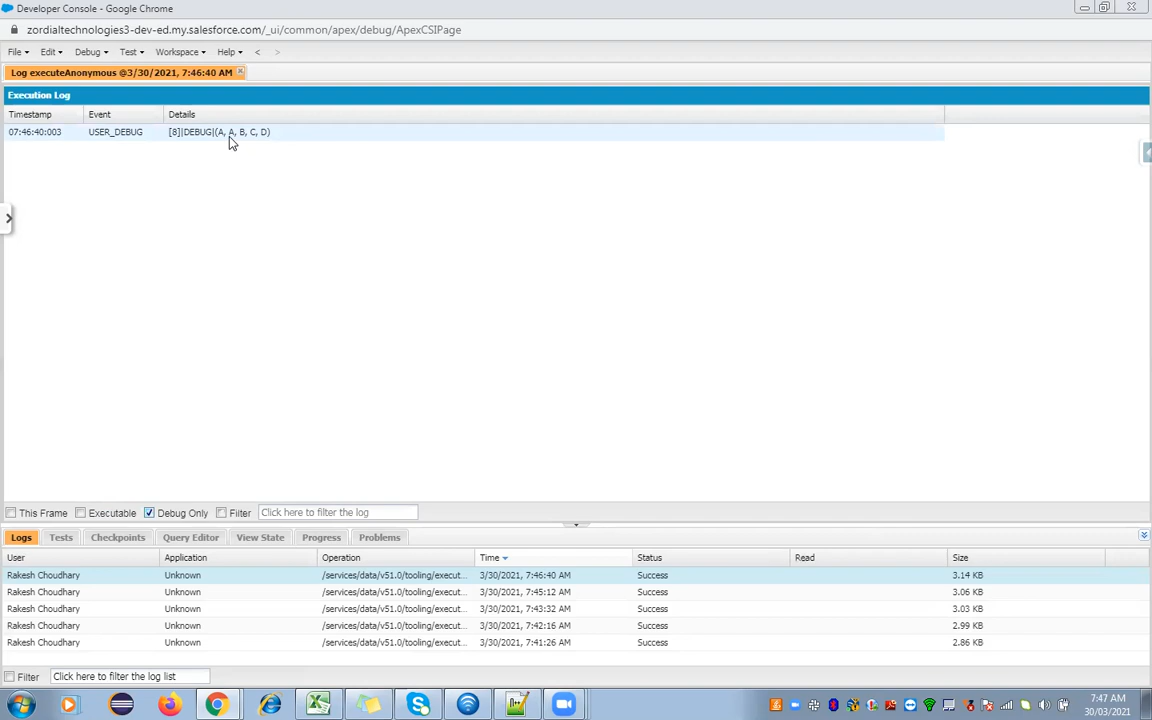 Developer Console - Google Chrome
zordialtechnologies3-dev-ed.my.salesforce.com/_ui/common/apex/debug/ApexCSIPage
File Edit Debug Test Workspace Help < >
Log executeAnonymous @3/30/2021, 7:46:40 AM
Execution Log
Timestamp Event Details
07:46:40:003 USER_DEBUG [8]|DEBUG|(A, A, B, C, D)
This Frame Executable Debug Only Filter Click here to filter the log
Logs Tests Checkpoints Query Editor View State Progress Problems
User Application Operation Time Status Read Size
Rakesh Choudhary Unknown /services/data/v51.0/tooling/execut... 3/30/2021, 7:46:40 AM Success 3.14 KB
Rakesh Choudhary Unknown /services/data/v51.0/tooling/execut... 3/30/2021, 7:45:12 AM Success 3.06 KB
Rakesh Choudhary Unknown /services/data/v51.0/tooling/execut... 3/30/2021, 7:43:32 AM Success 3.03 KB
Rakesh Choudhary Unknown /services/data/v51.0/tooling/execut... 3/30/2021, 7:42:16 AM Success 2.99 KB
Rakesh Choudhary Unknown /services/data/v51.0/tooling/execut... 3/30/2021, 7:41:26 AM Success 2.86 KB
Filter Click here to filter the log list
7:47 AM
30/03/2021